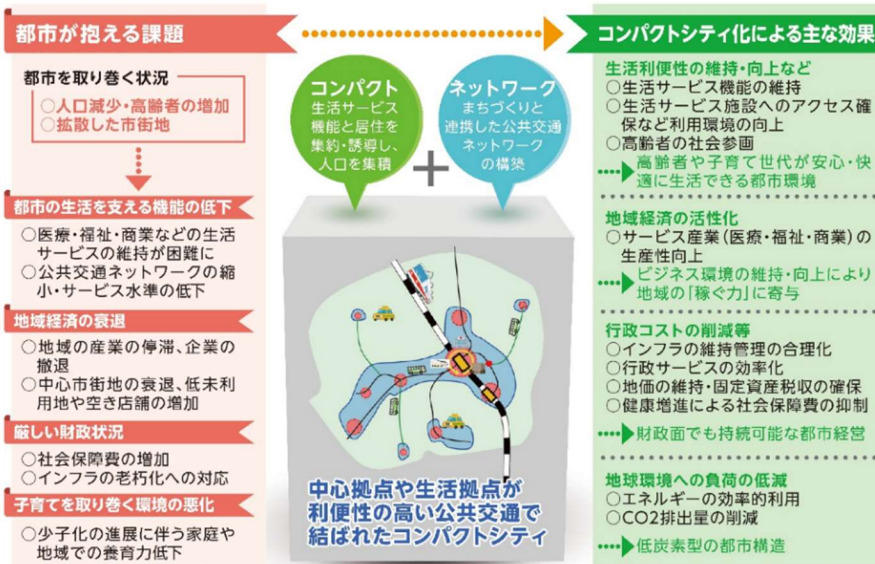 都市が抱える課題
都市を取り巻く状況
○人口減少・高齢者の増加
○拡散した市街地
都市の生活を支える機能の低下
○医療・福祉・商業などの生活
サービスの維持が困難に
○公共交通ネットワークの縮
小・サービス水準の低下
地域経済の衰退
○地域の産業の停滞、企業の
撤退
○中心市街地の衰退、低未利
用地や空き店舗の増加
厳しい財政状況
○社会保障費の増加
○インフラの老朽化への対応
子育てを取り巻く環境の悪化
○少子化の進展に伴う家庭や
地域での養育力低下
コンパクト
生活サービス
機能と居住を
集約・誘導し、
人口を集積
+
ネットワーク
まちづくりと
連携した公共交通
ネットワーク
の構築
中心拠点や生活拠点が
利便性の高い公共交通で
結ばれたコンパクトシティ
コンパクトシティ化による主な効果
生活利便性の維持・向上など
○生活サービス機能の維持
○生活サービス施設へのアクセス確
保など利用環境の向上
○高齢者の社会参画
高齢者や子育て世代が安心・快
適に生活できる都市環境
地域経済の活性化
○サービス産業(医療・福祉・商業)の
生産性向上
ビジネス環境の維持・向上により
地域の「稼ぐ力」に寄与
行政コストの削減等
○インフラの維持管理の合理化
○行政サービスの効率化
○地価の維持・固定資産税収の確保
○健康増進による社会保障費の抑制
財政面でも持続可能な都市経営
地球環境への負荷の低減
○エネルギーの効率的利用
○CO2排出量の削減
低炭素型の都市構造